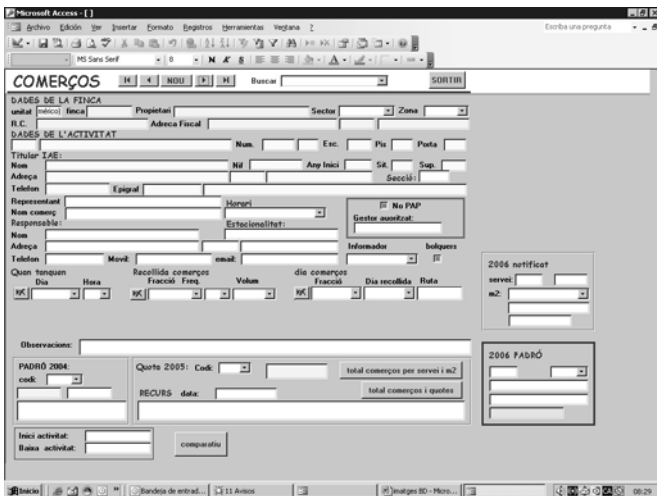 Microsoft Access - [ ]
Archivo Edición Ver Insertar Formato Registros Herramientas Ventana ? Escriba una pregunta
MS Sans Serif 8 N K S
COMERÇOS NOU Buscar SORTIR
DADES DE LA FINCA
unitat finca Propietari Sector Zona
R.C. Adreca Fiscal
DADES DE L'ACTIVITAT
Num. Esc. Pis Porta
Titular IAE:
Nom Nif Any Inici Sit. Sup.
Adreça Secció:
Telefon Epigraf
Representant Horari No PAP
Nom comerç Gestor auoritzat:
Responsable: Estacionalitat:
Nom
Adreça Informador bolquers
Telefon Movil: email:
Quan tanquen Recollida comerços dia comerços
Dia Hora Fracció Freq. Volum Fracció Dia recollida Ruta
2006 notificat
servei:
m2:
Observacions:
PADRÓ 2004: Quota 2005: Codi: total comerços per servei i m2
codi: total comerços i quotes
RECURS data:
2006 PADRÓ
Inici activitat:
Baixa activitat: comparatiu
Inicio Bandeja de entrad... 11 Avisos imatges BD - Micro... 08:29